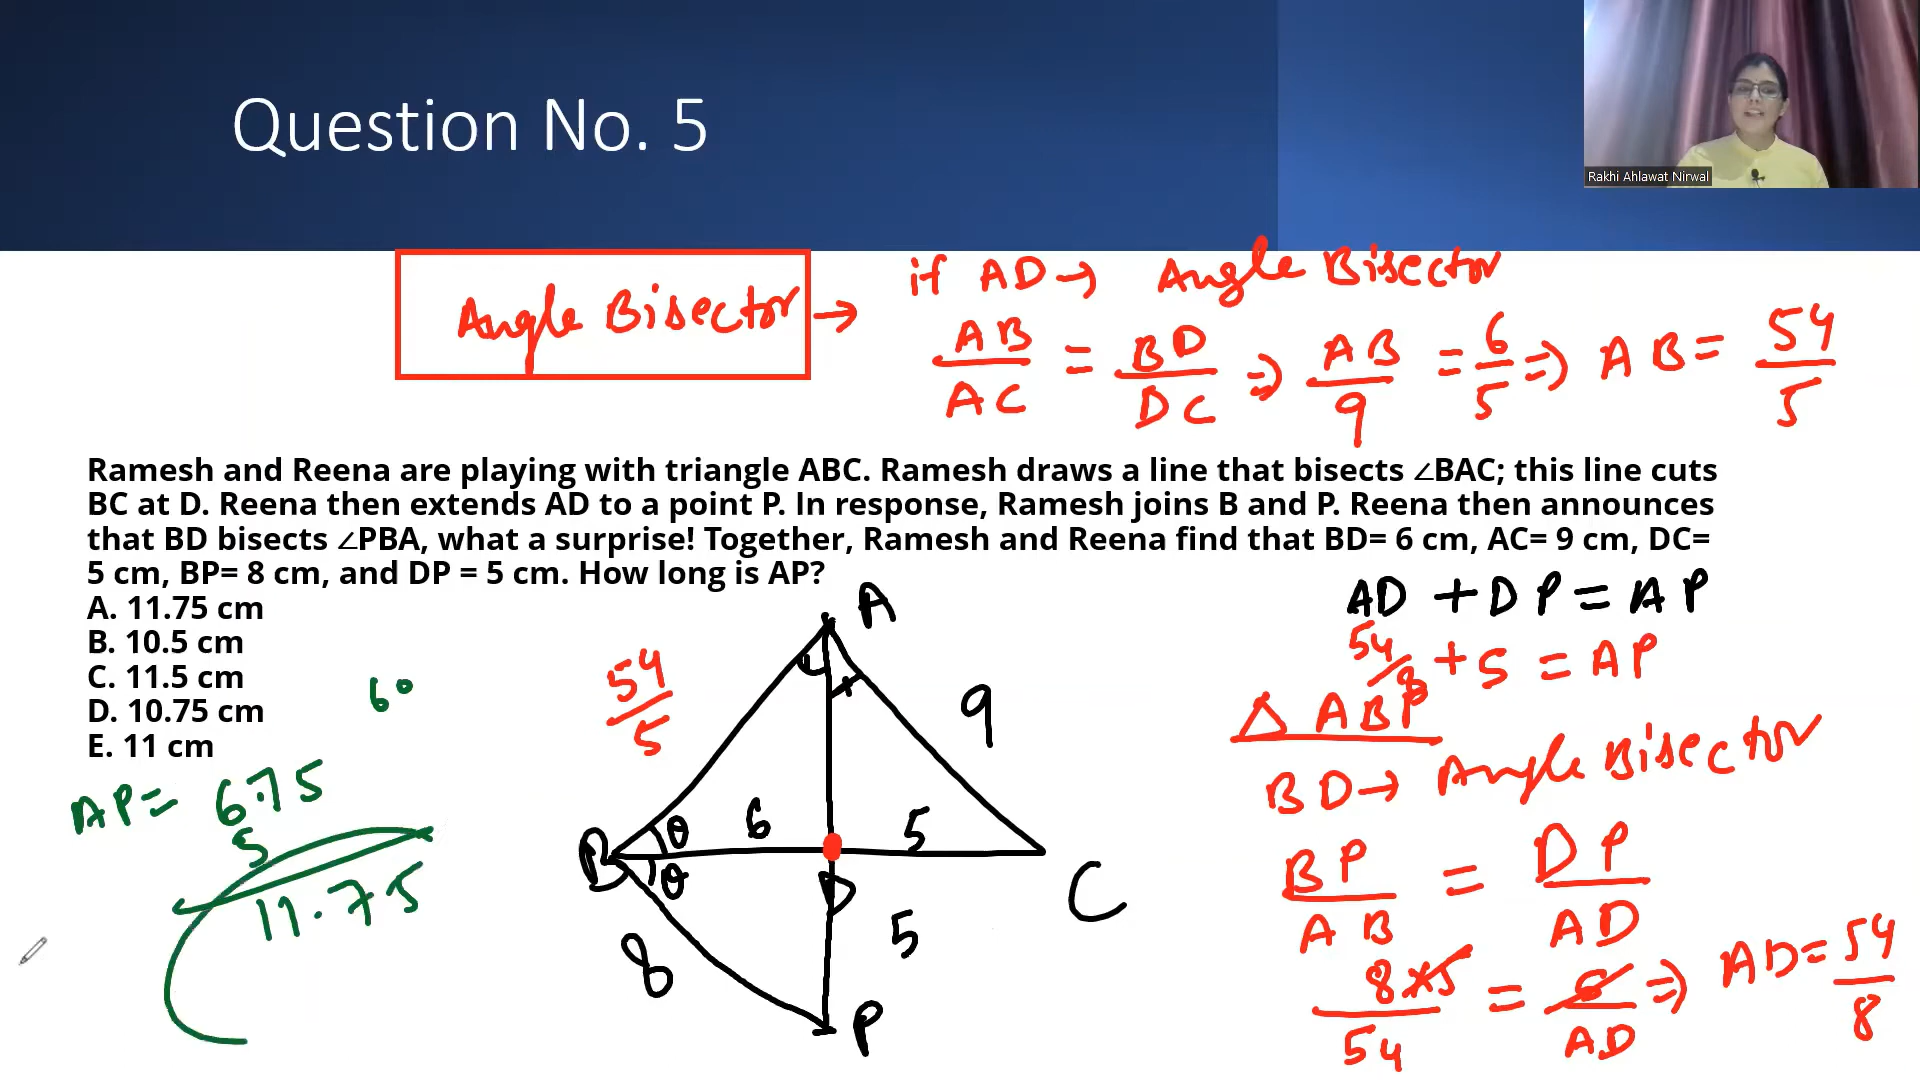 Question No. 5
Rakhi Ahlawat Nirwal
Angle Bisector →
if AD → Angle Bisector
AB/AC = BD/DC ⇒ AB/9 = 6/5 ⇒ AB = 54/5
Ramesh and Reena are playing with triangle ABC. Ramesh draws a line that bisects ∠BAC; this line cuts
BC at D. Reena then extends AD to a point P. In response, Ramesh joins B and P. Reena then announces
that BD bisects ∠PBA, what a surprise! Together, Ramesh and Reena find that BD= 6 cm, AC= 9 cm, DC=
5 cm, BP= 8 cm, and DP = 5 cm. How long is AP?
A. 11.75 cm
B. 10.5 cm
C. 11.5 cm
D. 10.75 cm
E. 11 cm
6°
AP = 6.75
5
11.75
A
54/5
9
6
5
θ
θ
B
D
C
8
5
P
AD + DP = AP
54/8 + 5 = AP
△ ABP
BD → Angle Bisector
BP/AB = DP/AD
8×5/54 = 5/AD ⇒ AD = 54/8